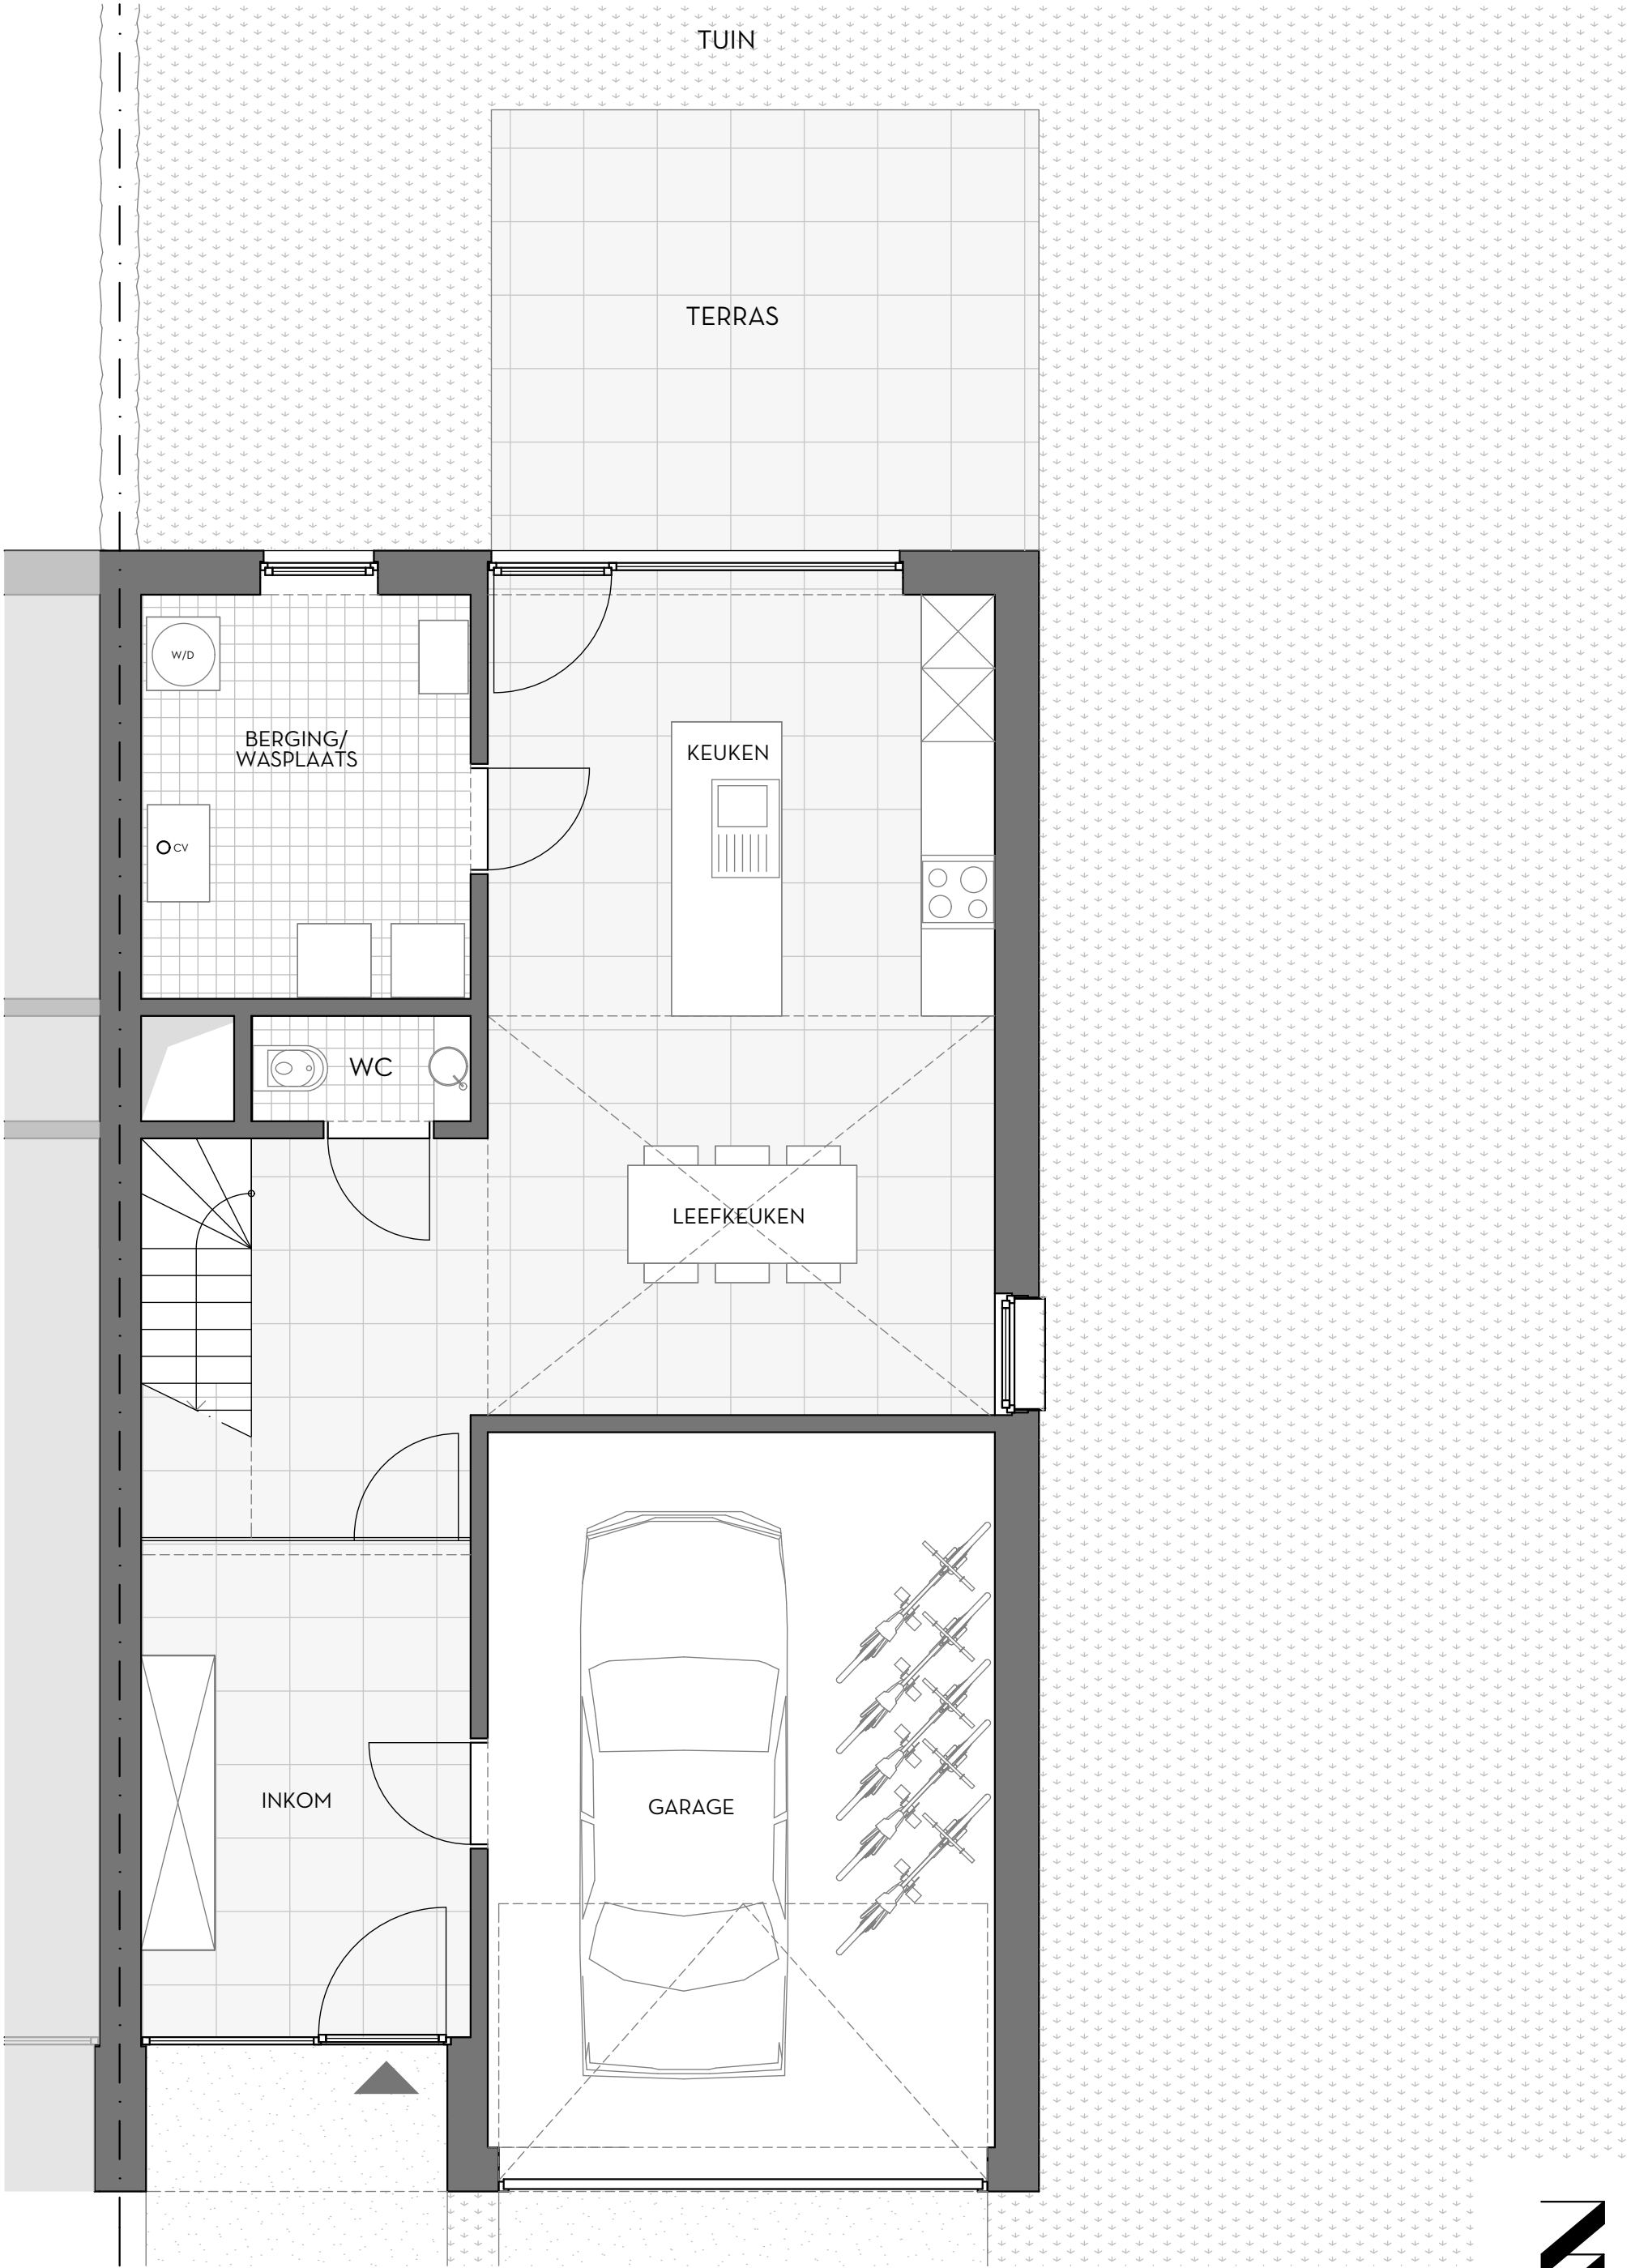 TUIN
TERRAS
W/D
BERGING/
WASPLAATS
KEUKEN
CV
WC
LEEFKEUKEN
INKOM
GARAGE